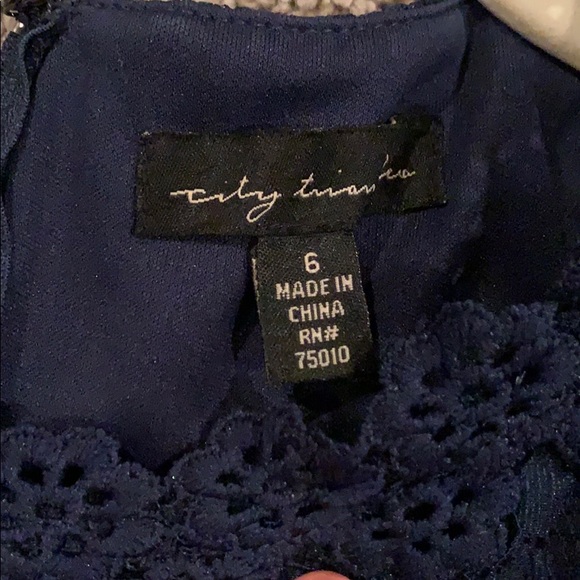 city triangles
6
MADE IN
CHINA
RN#
75010